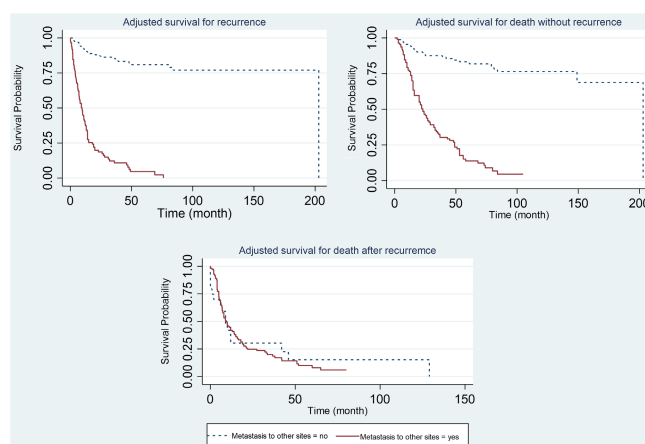 Adjusted survival for recurrence
Survival Probability
1.00
0.75
0.50
0.25
0.00
0 50 100 150 200
Time (month)
Adjusted survival for death without recurrence
Survival Probability
1.00
0.75
0.50
0.25
0.00
0 50 100 150 200
Time (month)
Adjusted survival for death after recurremce
Survival Probability
1.00
0.75
0.50
0.25
0.00
0 50 100 150
Time (month)
Metastasis to other sites = no Metastasis to other sites = yes